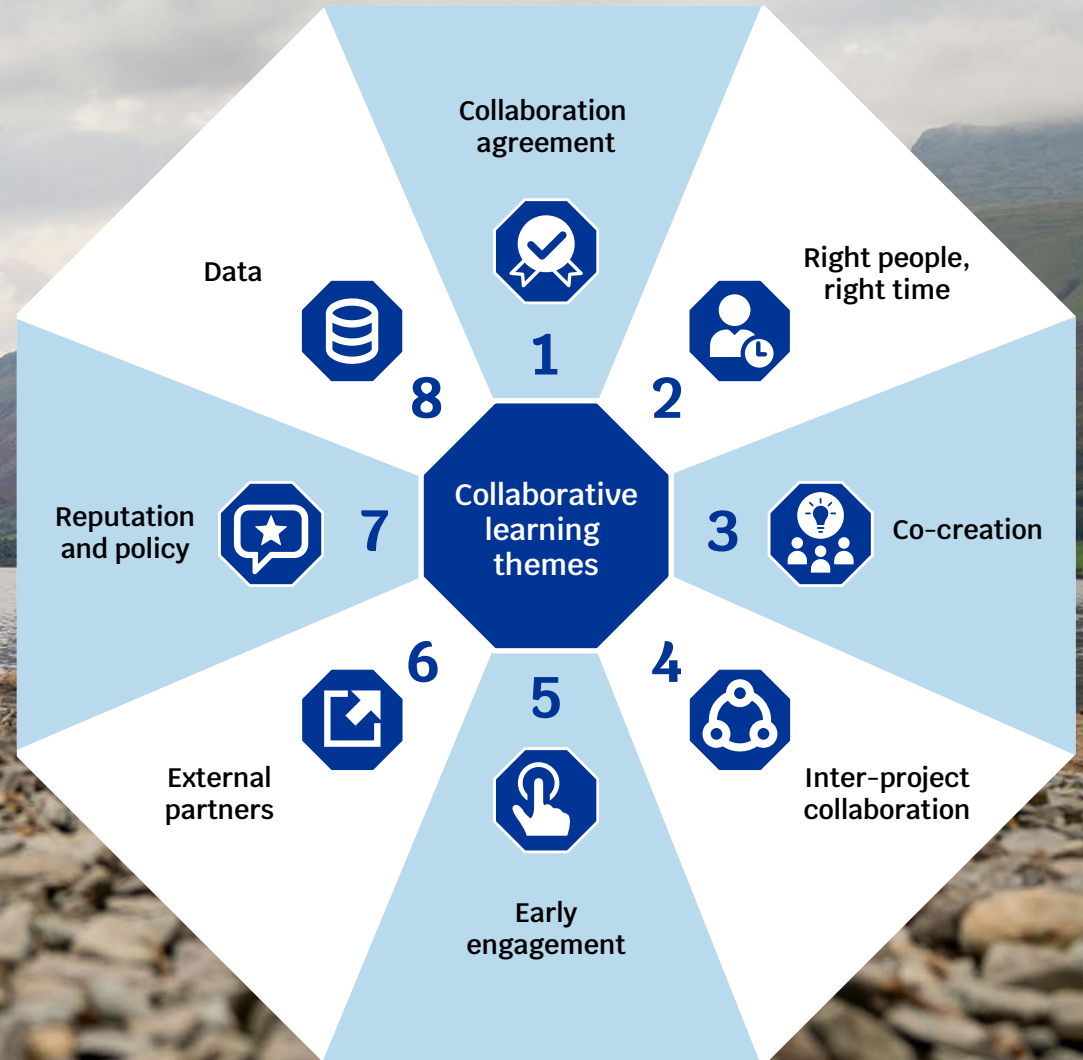 Collaboration
agreement
1
Right people,
right time
2
3
Co-creation
4
Inter-project
collaboration
5
Early
engagement
6
External
partners
Reputation
and policy
7
Data
8
Collaborative
learning
themes